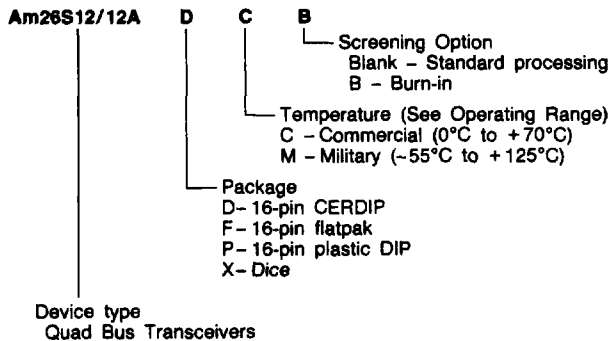 Am26S12/12A D C B
Screening Option
Blank – Standard processing
B – Burn-in
Temperature (See Operating Range)
C – Commercial (0°C to +70°C)
M – Military (-55°C to +125°C)
Package
D– 16-pin CERDIP
F – 16-pin flatpak
P – 16-pin plastic DIP
X– Dice
Device type
Quad Bus Transceivers